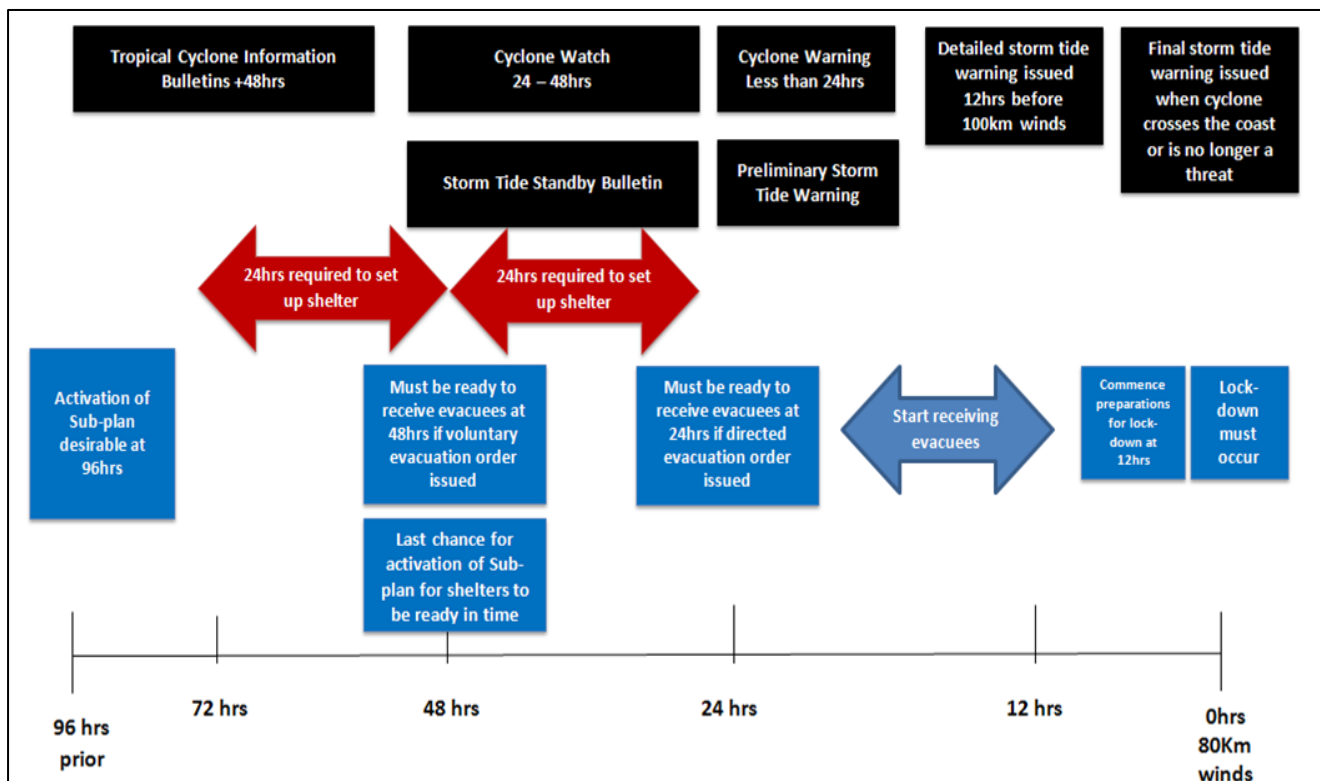 Tropical Cyclone Information
Bulletins +48hrs
Cyclone Watch
24 – 48hrs
Cyclone Warning
Less than 24hrs
Detailed storm tide
warning issued
12hrs before
100km winds
Final storm tide
warning issued
when cyclone
crosses the coast
or is no longer a
threat
Storm Tide Standby Bulletin
Preliminary Storm
Tide Warning
24hrs required to set
up shelter
24hrs required to set
up shelter
Activation of
Sub-plan
desirable at
96hrs
Must be ready to
receive evacuees at
48hrs if voluntary
evacuation order
issued
Must be ready to
receive evacuees at
24hrs if directed
evacuation order
issued
Start receiving
evacuees
Commence
preparations
for lock-
down at
12hrs
Lock-
down
must
occur
Last chance for
activation of Sub-
plan for shelters to
be ready in time
96 hrs
prior
72 hrs
48 hrs
24 hrs
12 hrs
0hrs
80Km
winds